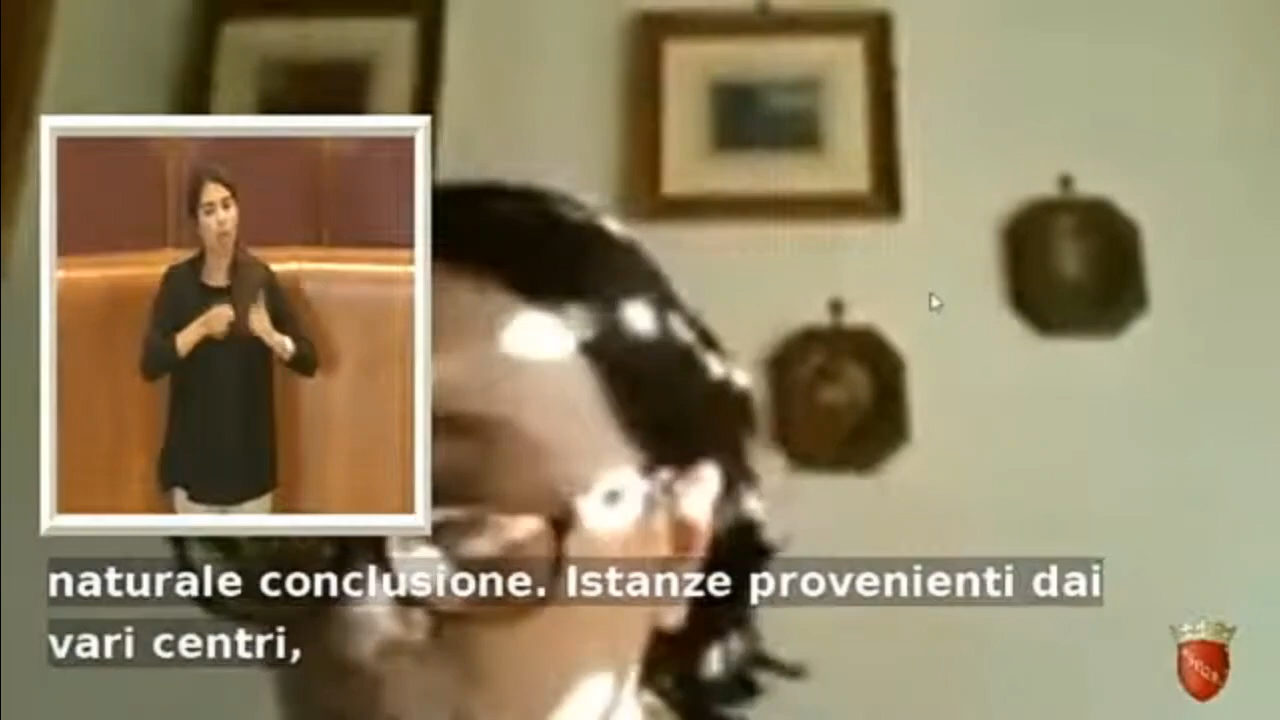 naturale conclusione. Istanze provenienti dai
vari centri,